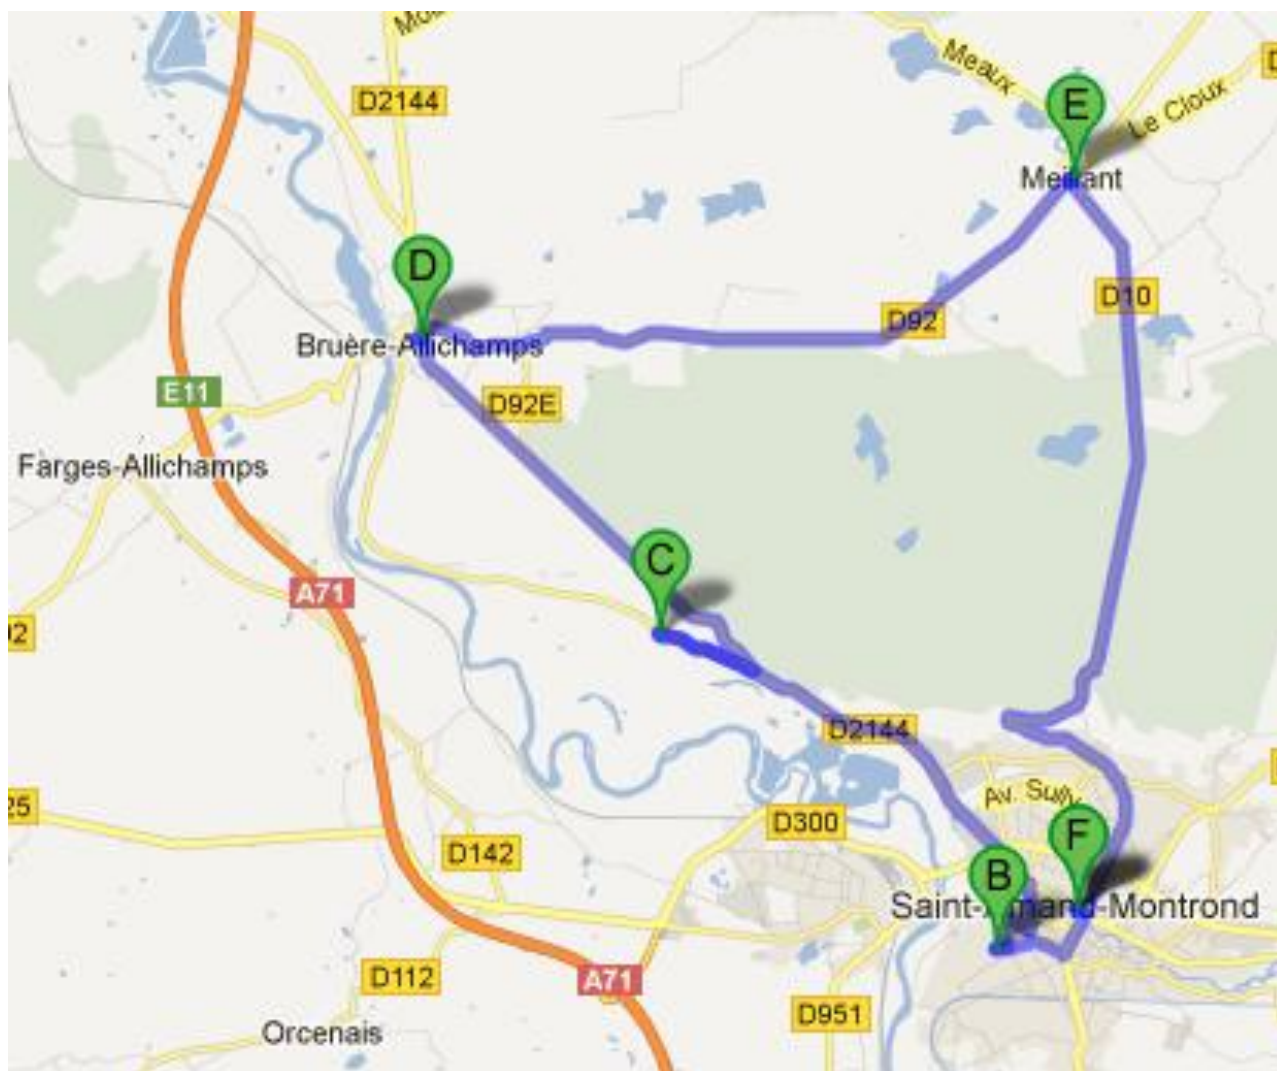 Meaux
D2144
E
Le Cloux
Meillant
D
D10
D92
Bruère-Allichamps
E11
D92E
Farges-Allichamps
C
A71
D2144
Av. Sully
D300
D142
F
B
Saint-Amand-Montrond
D112
A71
D951
Orcenais